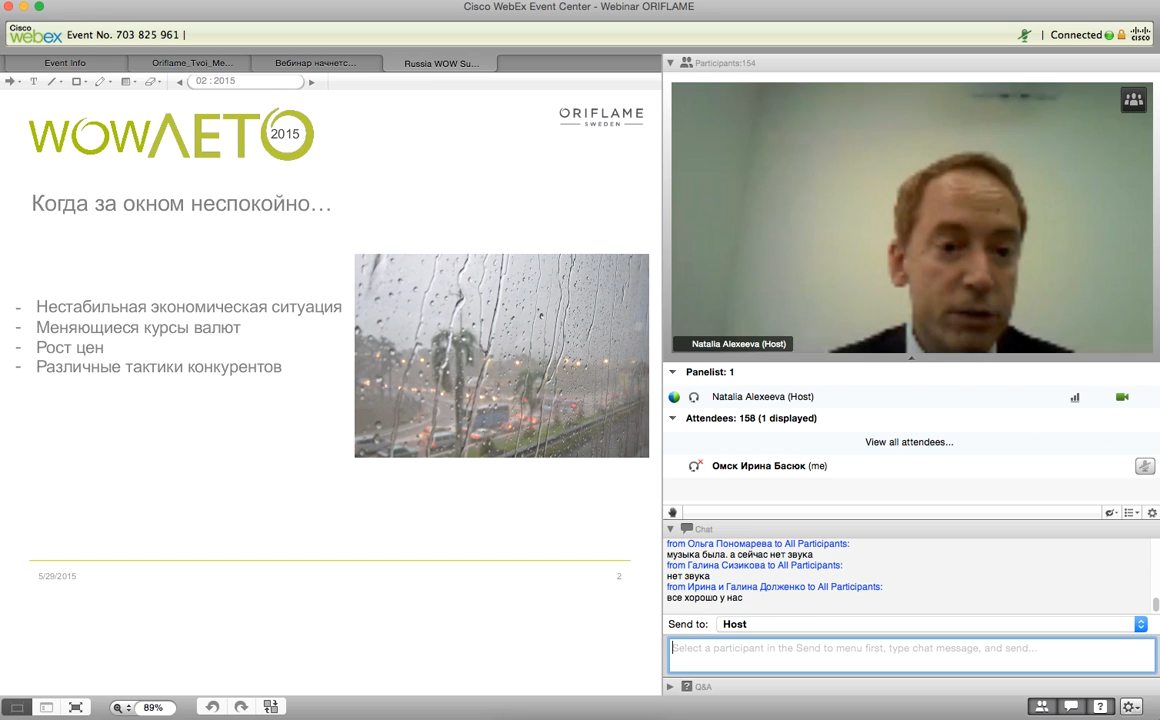 Cisco WebEx Event Center - Webinar ORIFLAME
Cisco webex Event No. 703 825 961 |
| Connected
CISCO
Event Info
Oriflame_Tvoi_Me...
Вебинар начнетс...
Russia WOW Su...
T
02 : 2015
WOWЛЕТО 2015
ORIFLAME
SWEDEN
Когда за окном неспокойно…
- Нестабильная экономическая ситуация
- Меняющиеся курсы валют
- Рост цен
- Различные тактики конкурентов
5/29/2015
2
89%
Participants:154
Natalia Alexeeva (Host)
Panelist: 1
Natalia Alexeeva (Host)
Attendees: 158 (1 displayed)
View all attendees...
Омск Ирина Басюк (me)
Chat
from Ольга Пономарева to All Participants:
музыка была. а сейчас нет звука
from Галина Сизикова to All Participants:
нет звука
from Ирина и Галина Долженко to All Participants:
все хорошо у нас
Send to: Host
Select a participant in the Send to menu first, type chat message, and send...
? Q&A
?